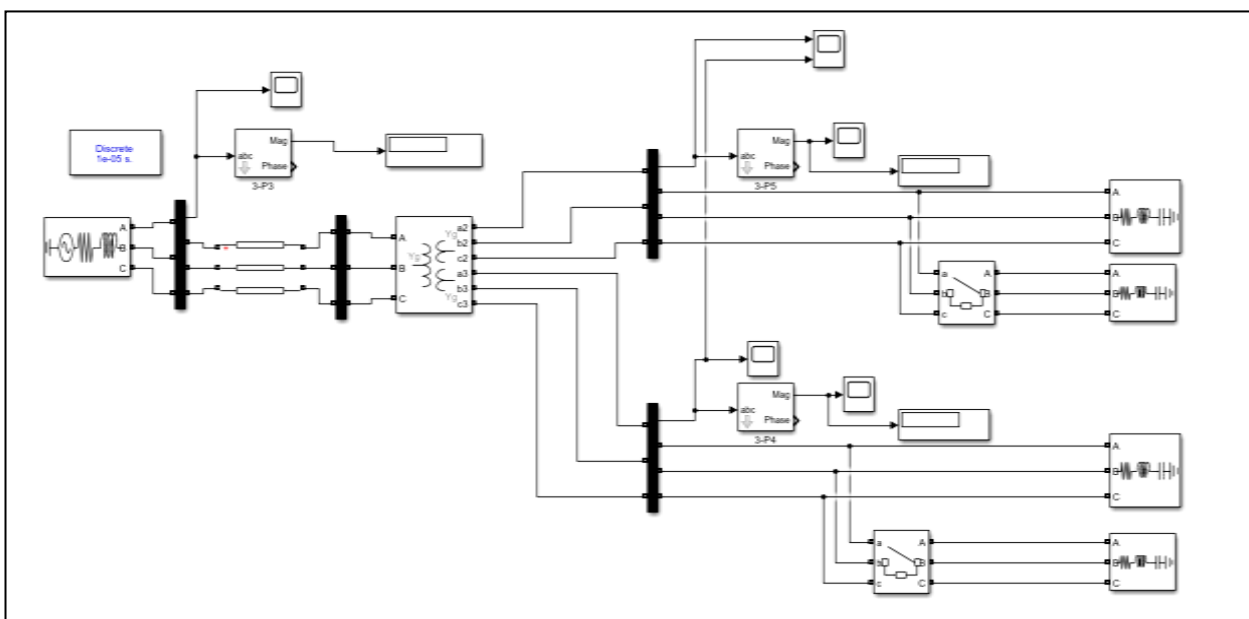 Discrete
1e-05 s.
abc
Mag
Phase
3-P3
abc
Mag
Phase
3-P5
A
B
C
A
B
C
Yg
Yg
Yg
a2
b2
c2
a3
b3
c3
A
B
C
a
b
c
A
B
C
A
B
C
abc
Mag
Phase
3-P4
A
B
C
a
b
c
A
B
C
A
B
C